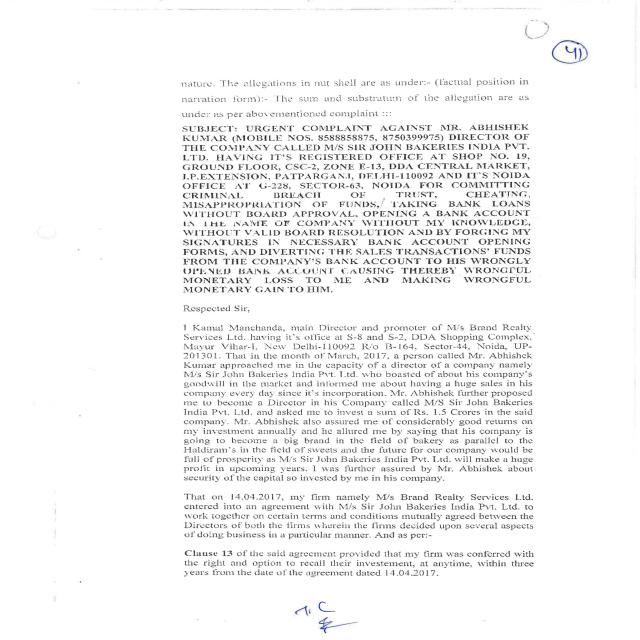 41
nature. The allegations in nut shell are as under:- (factual position in
narration form):- The sum and substratum of the allegation are as
under as per abovementioned complaint :::
SUBJECT: URGENT COMPLAINT AGAINST MR. ABHISHEK
KUMAR (MOBILE NOS. 8588858875, 8750399975) DIRECTOR OF
THE COMPANY CALLED M/S SIR JOHN BAKERIES INDIA PVT.
LTD. HAVING IT'S REGISTERED OFFICE AT SHOP NO. 19,
GROUND FLOOR, CSC-2, ZONE E-13, DDA CENTRAL MARKET,
I.P.EXTENSION, PATPARGANJ, DELHI-110092 AND IT'S NOIDA
OFFICE AT G-228, SECTOR-63, NOIDA FOR COMMITTING
CRIMINAL BREACH OF TRUST, CHEATING,
MISAPPROPRIATION OF FUNDS, TAKING BANK LOANS
WITHOUT BOARD APPROVAL, OPENING A BANK ACCOUNT
IN THE NAME OF COMPANY WITHOUT MY KNOWLEDGE,
WITHOUT VALID BOARD RESOLUTION AND BY FORGING MY
SIGNATURES IN NECESSARY BANK ACCOUNT OPENING
FORMS, AND DIVERTING THE SALES TRANSACTIONS' FUNDS
FROM THE COMPANY'S BANK ACCOUNT TO HIS WRONGLY
OPENED BANK ACCOUNT CAUSING THEREBY WRONGFUL
MONETARY LOSS TO ME AND MAKING WRONGFUL
MONETARY GAIN TO HIM.
Respected Sir,
I Kamal Manchanda, main Director and promoter of M/s Brand Realty
Services Ltd. having it's office at S-8 and S-2, DDA Shopping Complex,
Mayur Vihar-I, New Delhi-110092 R/o B-164, Sector-44, Noida, UP-
201301. That in the month of March, 2017, a person called Mr. Abhishek
Kumar approached me in the capacity of a director of a company namely
M/s Sir John Bakeries India Pvt. Ltd. who boasted of about his company's
goodwill in the market and informed me about having a huge sales in his
company every day since it's incorporation. Mr. Abhishek further proposed
me to become a Director in his Company called M/S Sir John Bakeries
India Pvt. Ltd. and asked me to invest a sum of Rs. 1.5 Crores in the said
company. Mr. Abhishek also assured me of considerably good returns on
my investment annually and he allured me by saying that his company is
going to become a big brand in the field of bakery as parallel to the
Haldiram's in the field of sweets and the future for our company would be
full of prosperity as M/s Sir John Bakeries India Pvt. Ltd. will make a huge
profit in upcoming years. I was further assured by Mr. Abhishek about
security of the capital so invested by me in his company.
That on 14.04.2017, my firm namely M/s Brand Realty Services Ltd.
entered into an agreement with M/s Sir John Bakeries India Pvt. Ltd. to
work together on certain terms and conditions mutually agreed between the
Directors of both the firms wherein the firms decided upon several aspects
of doing business in a particular manner. And as per:-
Clause 13 of the said agreement provided that my firm was conferred with
the right and option to recall their investement, at anytime, within three
years from the date of the agreement dated 14.04.2017.
T.C